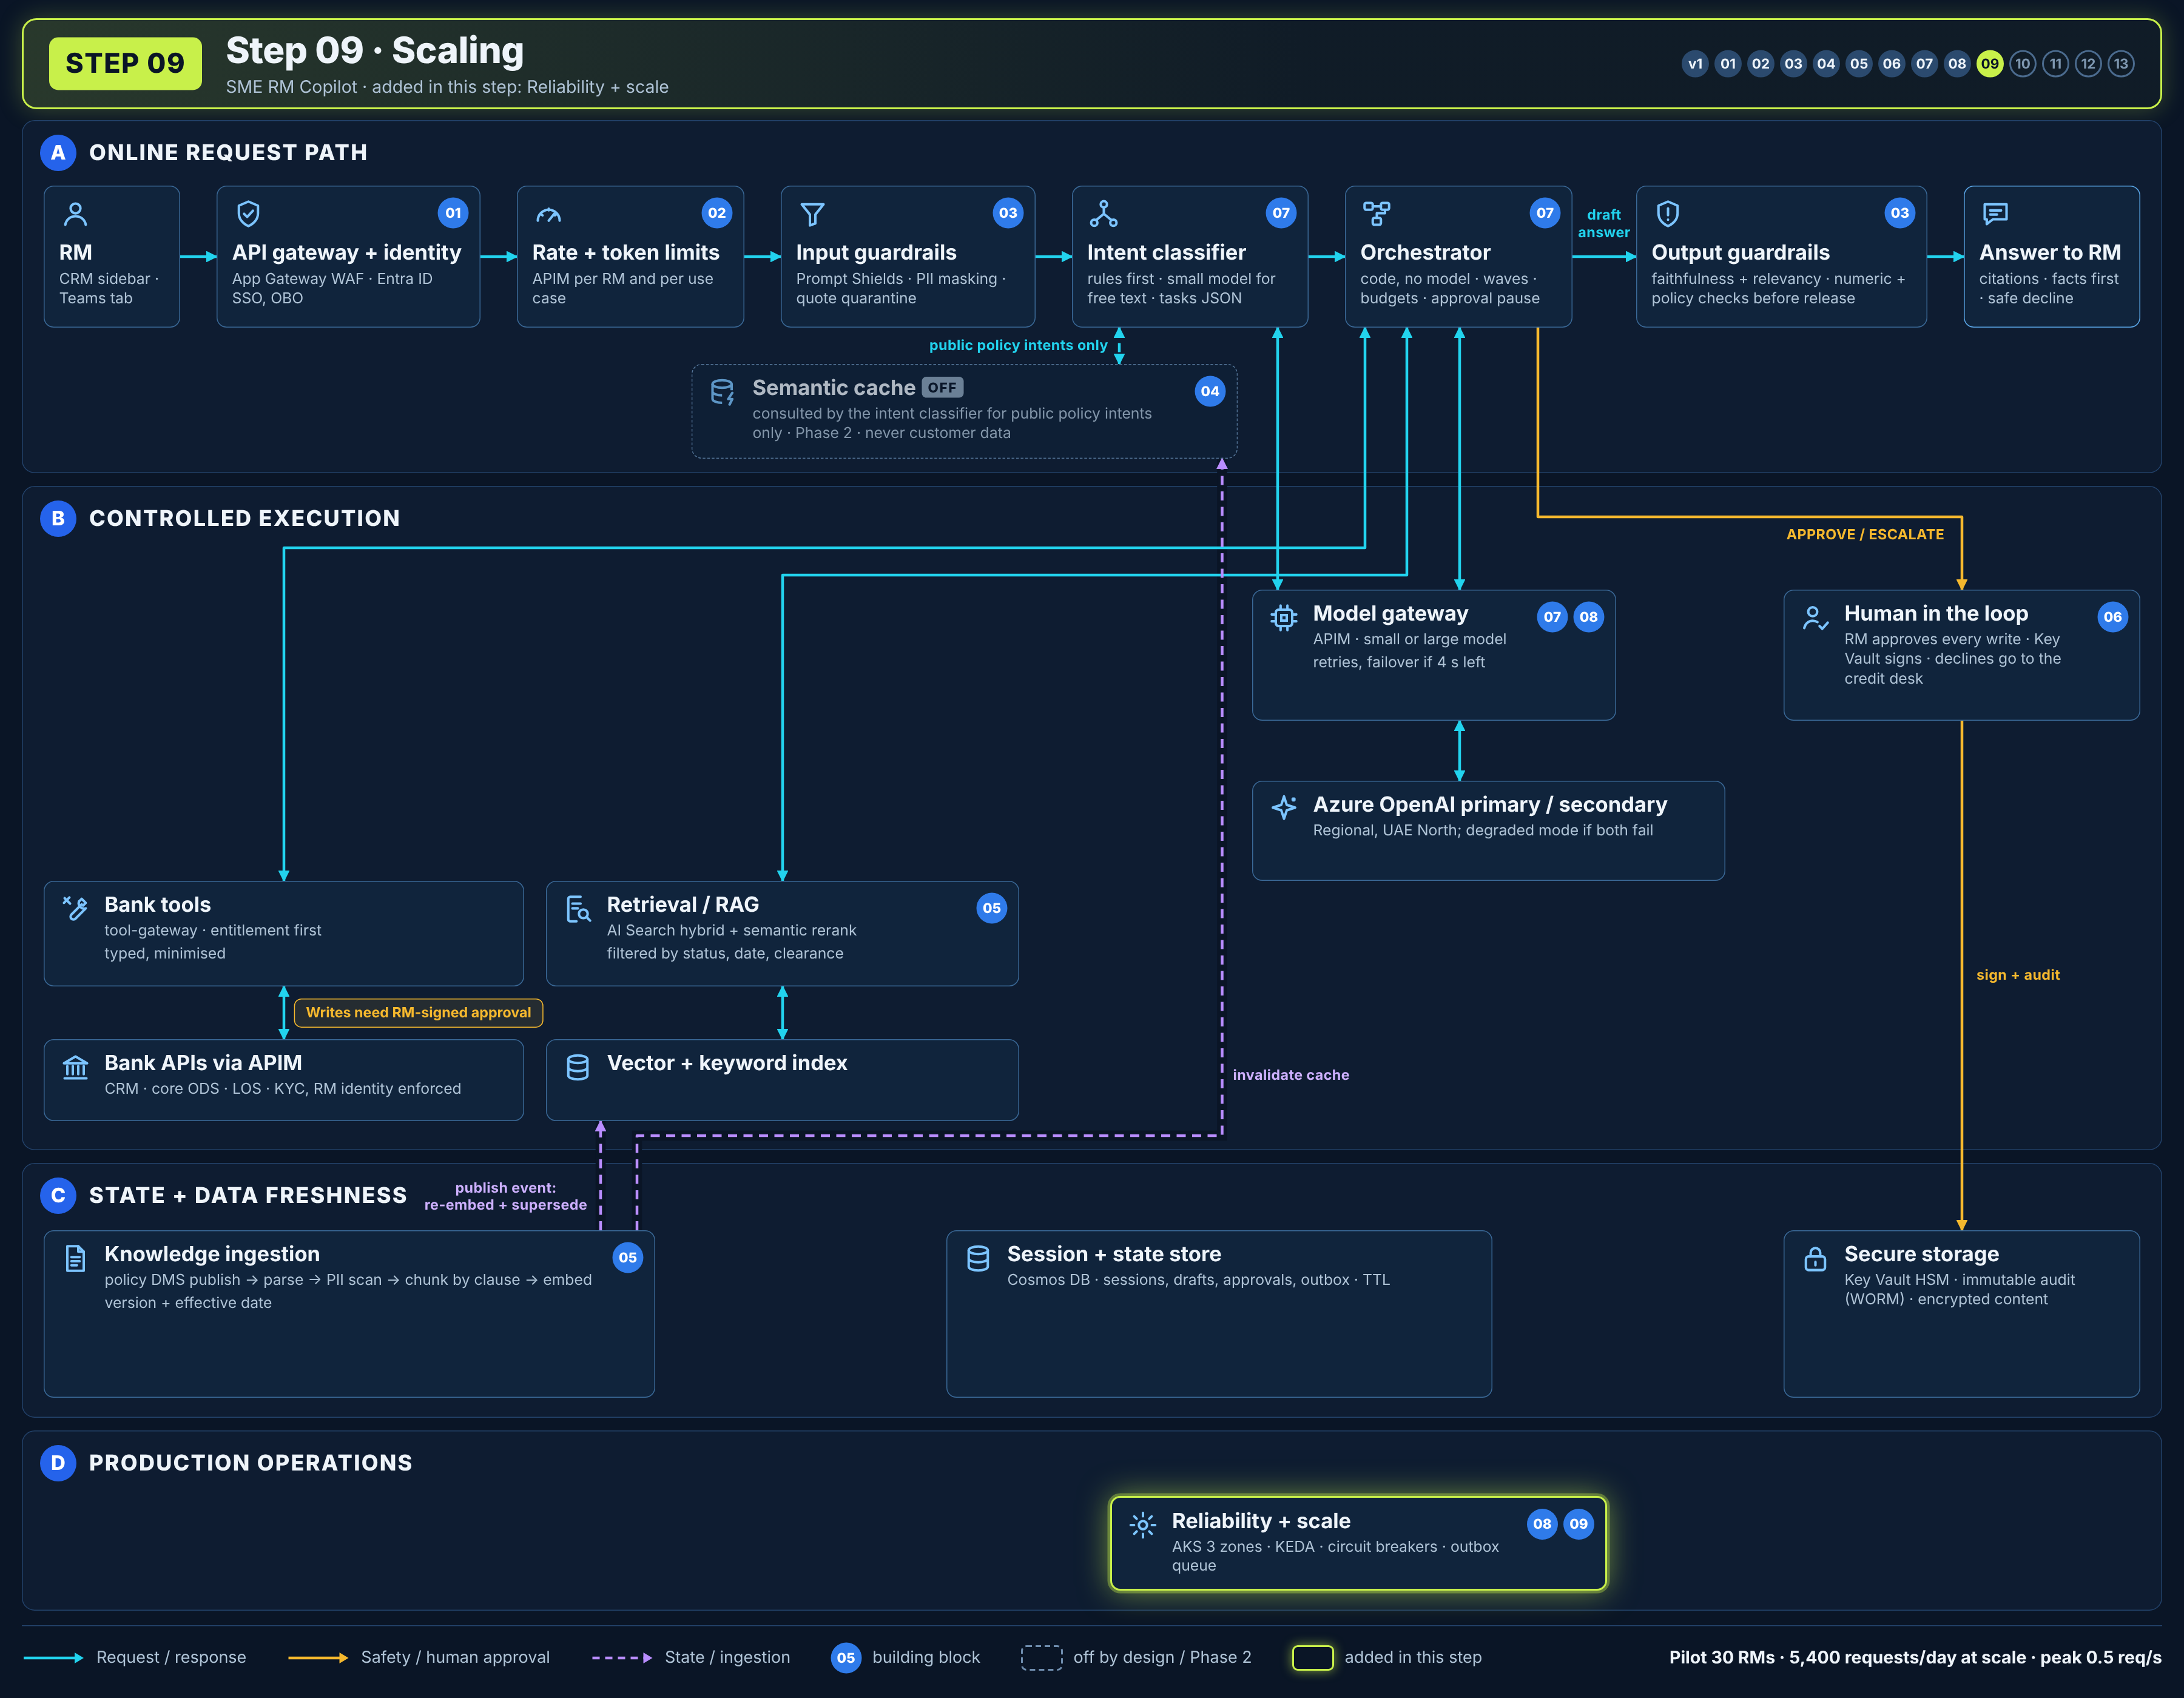 STEP 09
Step 09 · Scaling
SME RM Copilot · added in this step: Reliability + scale
v1 01 02 03 04 05 06 07 08 09 10 11 12 13
A ONLINE REQUEST PATH
RM
CRM sidebar ·
Teams tab
01
API gateway + identity
App Gateway WAF · Entra ID
SSO, OBO
02
Rate + token limits
APIM per RM and per use
case
03
Input guardrails
Prompt Shields · PII masking ·
quote quarantine
07
Intent classifier
rules first · small model for
free text · tasks JSON
07
Orchestrator
code, no model · waves ·
budgets · approval pause
draft
answer
03
Output guardrails
faithfulness + relevancy · numeric +
policy checks before release
Answer to RM
citations · facts first
· safe decline
public policy intents only
Semantic cache OFF
04
consulted by the intent classifier for public policy intents
only · Phase 2 · never customer data
B CONTROLLED EXECUTION
APPROVE / ESCALATE
Model gateway
07 08
APIM · small or large model
retries, failover if 4 s left
Human in the loop
06
RM approves every write · Key
Vault signs · declines go to the
credit desk
Azure OpenAI primary / secondary
Regional, UAE North; degraded mode if both fail
Bank tools
tool-gateway · entitlement first
typed, minimised
Retrieval / RAG
05
AI Search hybrid + semantic rerank
filtered by status, date, clearance
sign + audit
Writes need RM-signed approval
Bank APIs via APIM
CRM · core ODS · LOS · KYC, RM identity enforced
Vector + keyword index
invalidate cache
C STATE + DATA FRESHNESS
publish event:
re-embed + supersede
Knowledge ingestion
05
policy DMS publish → parse → PII scan → chunk by clause → embed
version + effective date
Session + state store
Cosmos DB · sessions, drafts, approvals, outbox · TTL
Secure storage
Key Vault HSM · immutable audit
(WORM) · encrypted content
D PRODUCTION OPERATIONS
Reliability + scale
08 09
AKS 3 zones · KEDA · circuit breakers · outbox
queue
Request / response
Safety / human approval
State / ingestion
05 building block
off by design / Phase 2
added in this step
Pilot 30 RMs · 5,400 requests/day at scale · peak 0.5 req/s